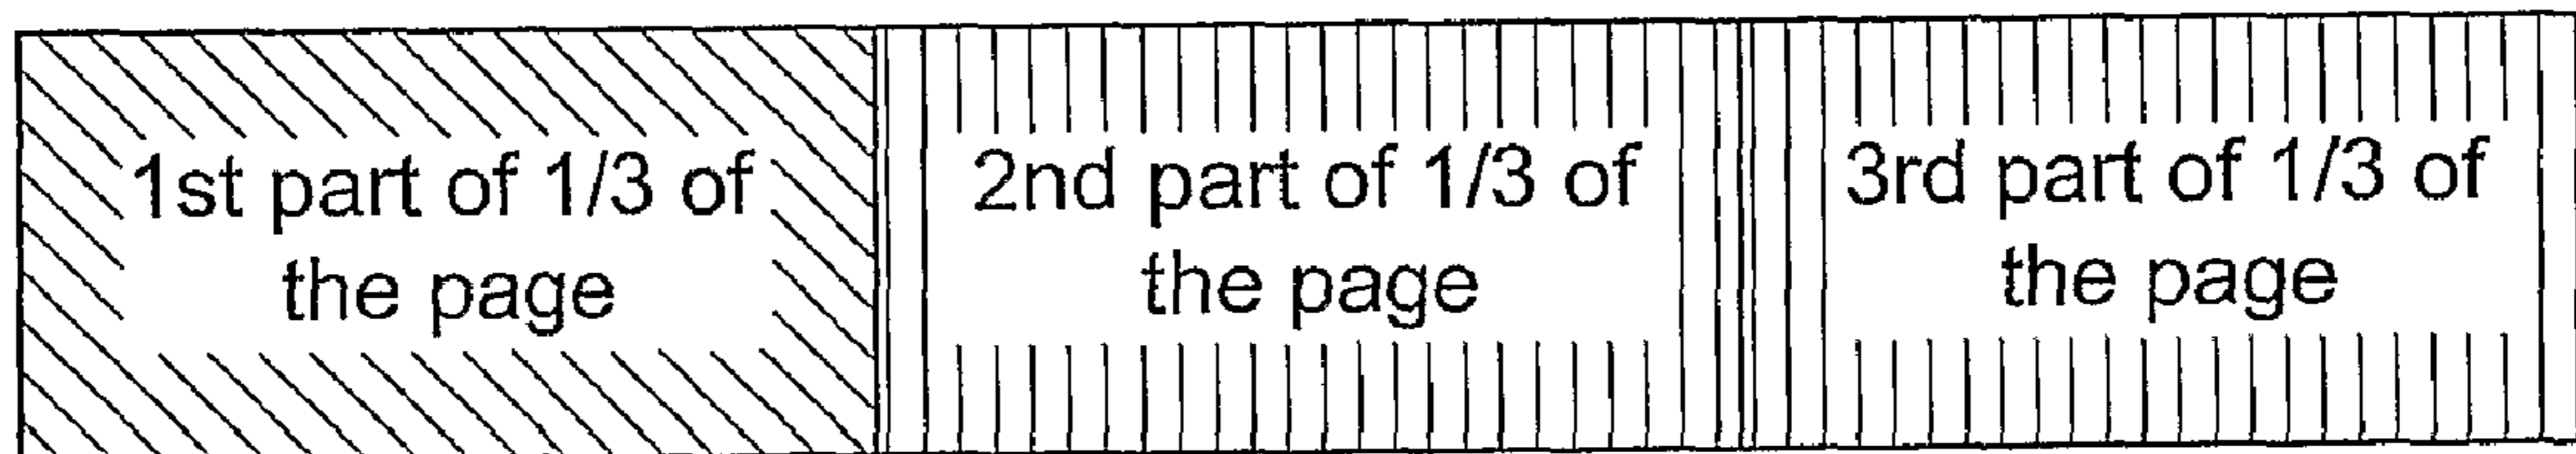 1st part of 1/3 of
the page
2nd part of 1/3 of
the page
3rd part of 1/3 of
the page